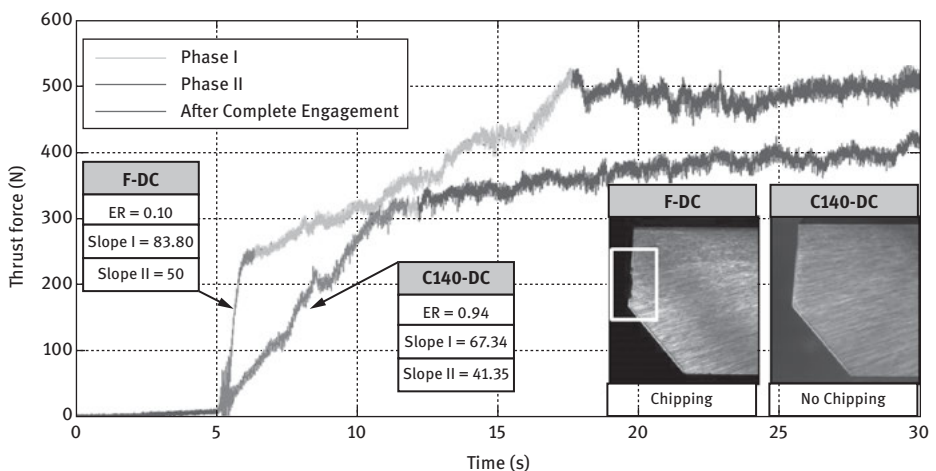 600
500
400
300
200
100
0
Thrust force (N)
Phase I
Phase II
After Complete Engagement
F-DC
ER = 0.10
Slope I = 83.80
Slope II = 50
C140-DC
ER = 0.94
Slope I = 67.34
Slope II = 41.35
F-DC
Chipping
C140-DC
No Chipping
0 5 10 15 20 25 30
Time (s)